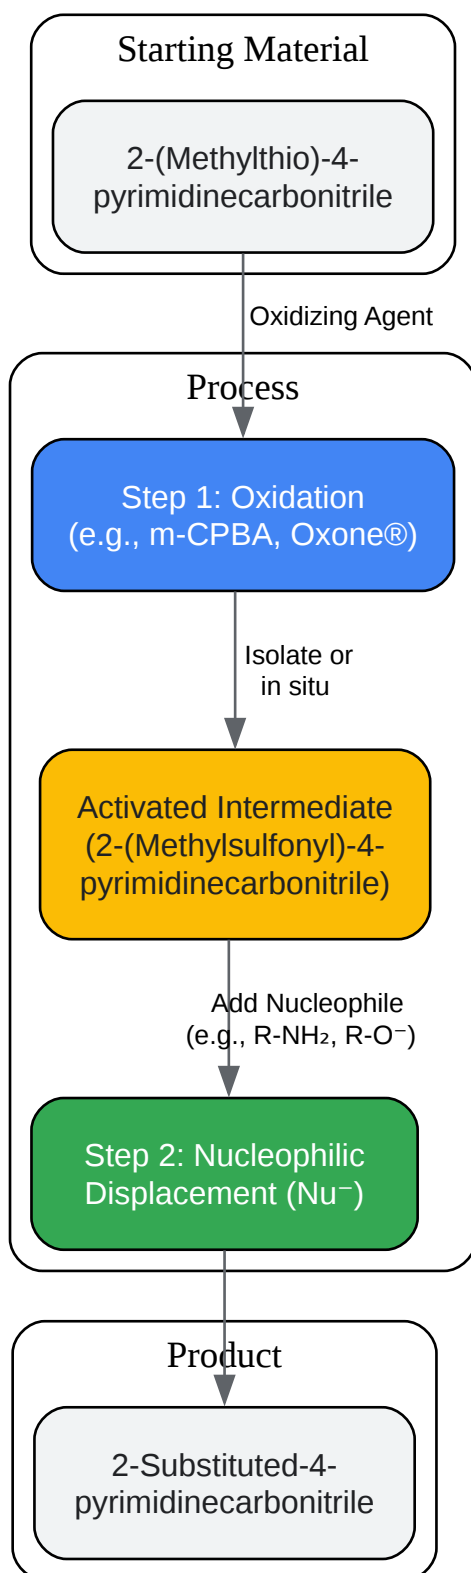 Starting Material
2-(Methylthio)-4-
pyrimidinecarbonitrile
Oxidizing Agent
Process
Step 1: Oxidation
(e.g., m-CPBA, Oxone®)
Isolate or
in situ
Activated Intermediate
(2-(Methylsulfonyl)-4-
pyrimidinecarbonitrile)
Add Nucleophile
(e.g., R-NH₂, R-O⁻)
Step 2: Nucleophilic
Displacement (Nu⁻)
Product
2-Substituted-4-
pyrimidinecarbonitrile